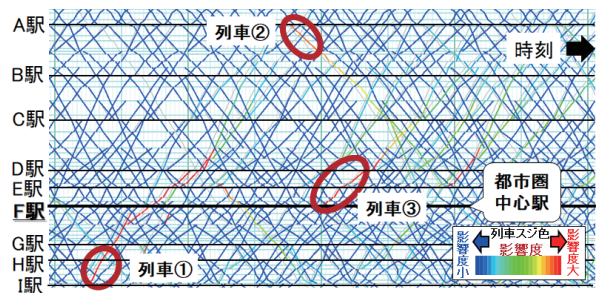 A駅
列車②
時刻
B駅
C駅
D駅
E駅
列車③
都市圏
中心駅
F駅
G駅
H駅
I駅
列車①
列車スジ色
影響度
影響度小
影響度大